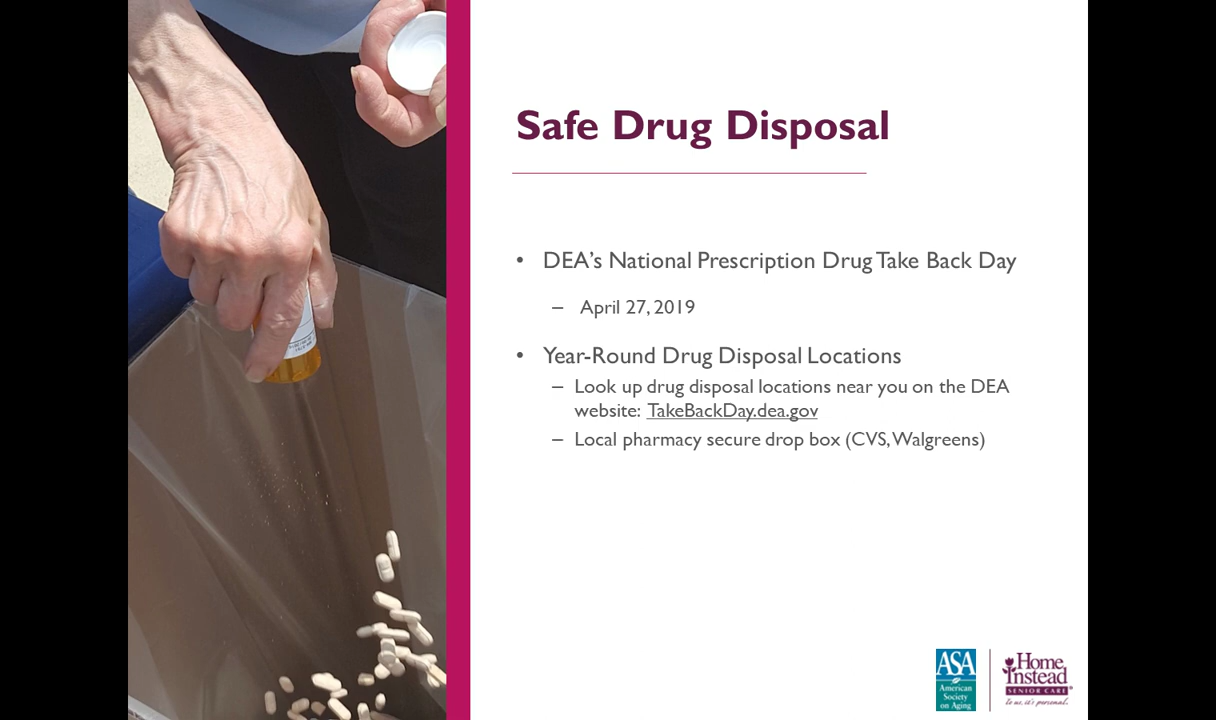 Safe Drug Disposal
• DEA’s National Prescription Drug Take Back Day
– April 27, 2019
• Year-Round Drug Disposal Locations
– Look up drug disposal locations near you on the DEA
website: TakeBackDay.dea.gov
– Local pharmacy secure drop box (CVS, Walgreens)
ASA
American
Society
on Aging
Home
Instead
SENIOR CARE®
to us, it's personal.